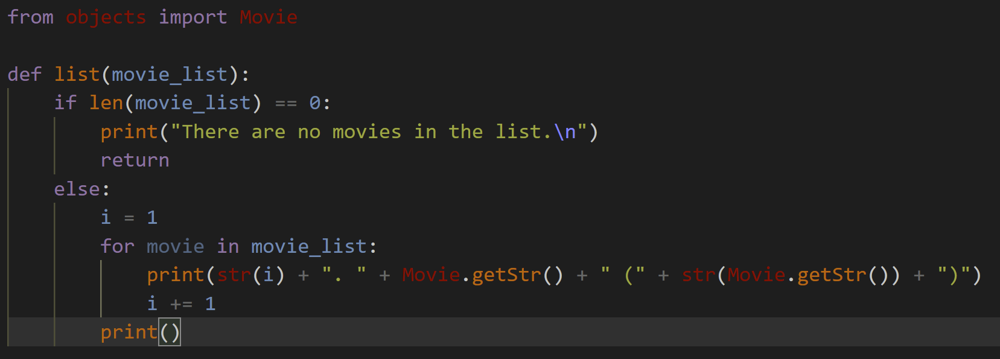 from objects import Movie
def list(movie_list):
    if len(movie_list) == 0:
        print("There are no movies in the list.\n")
        return
    else:
        i = 1
        for movie in movie_list:
            print(str(i) + ". " + Movie.getStr() + " (" + str(Movie.getStr()) + ")")
            i += 1
        print()